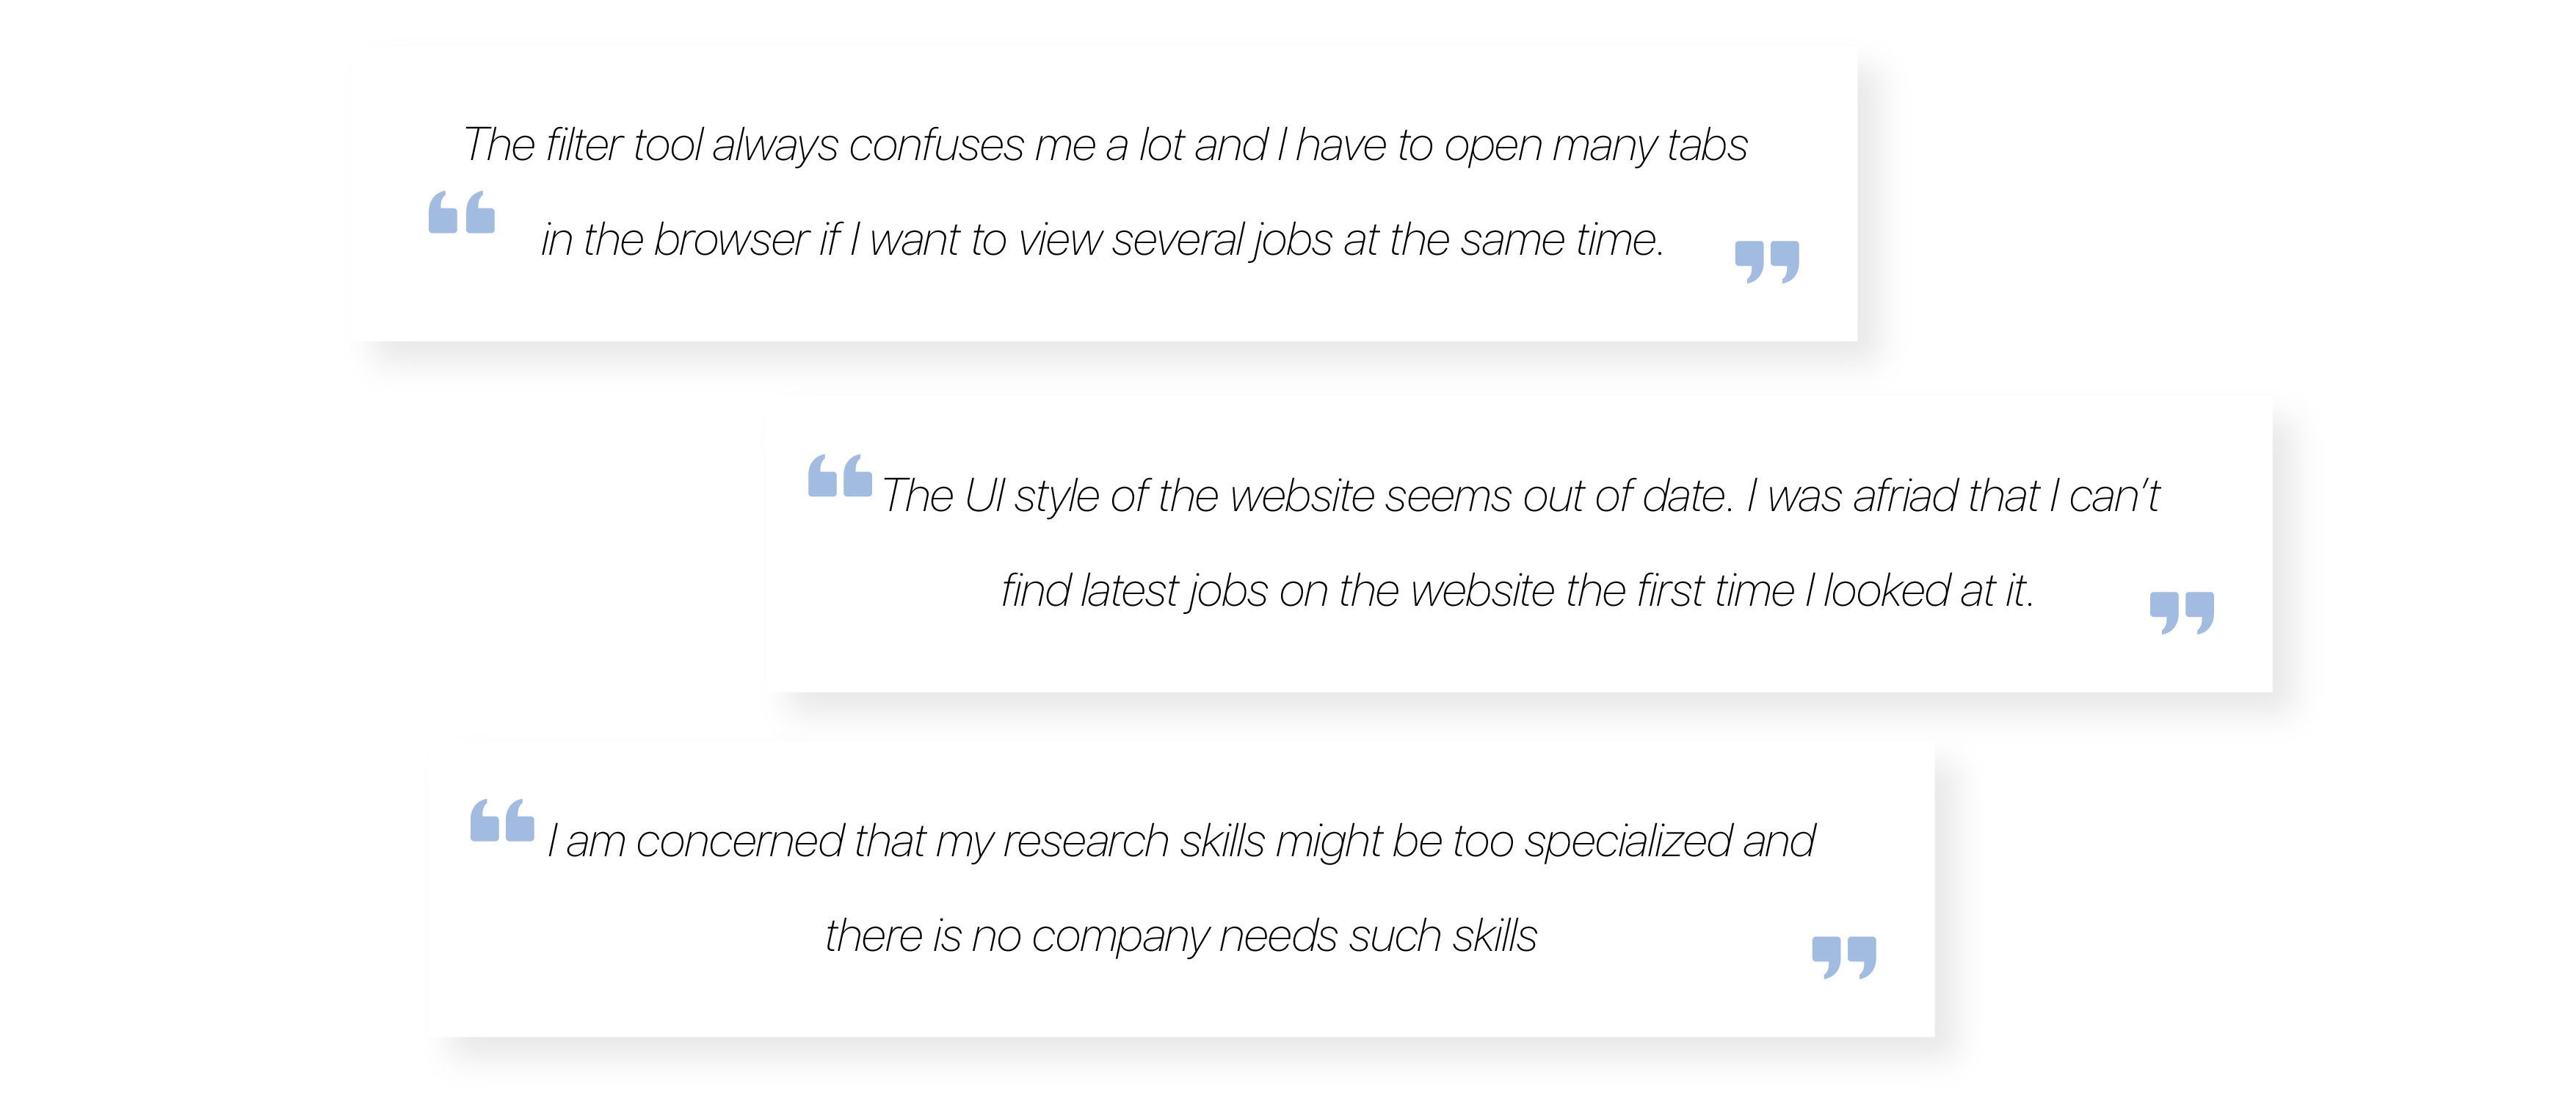 The filter tool always confuses me a lot and I have to open many tabs
“ in the browser if I want to view several jobs at the same time. ”
“ The UI style of the website seems out of date. I was afriad that I can’t
find latest jobs on the website the first time I looked at it. ”
“ I am concerned that my research skills might be too specialized and
there is no company needs such skills ”